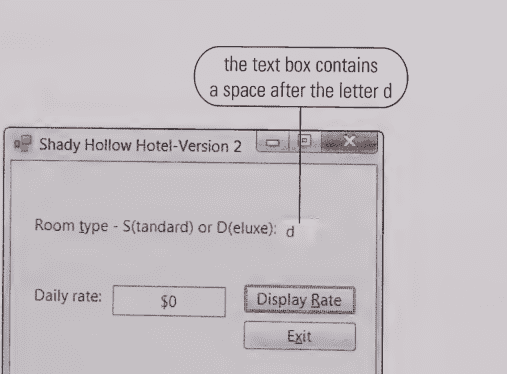 the text box contains
a space after the letter d
Shady Hollow Hotel-Version 2
Room type - S(tandard) or D(eluxe): d
Daily rate: $0 Display Rate
Exit